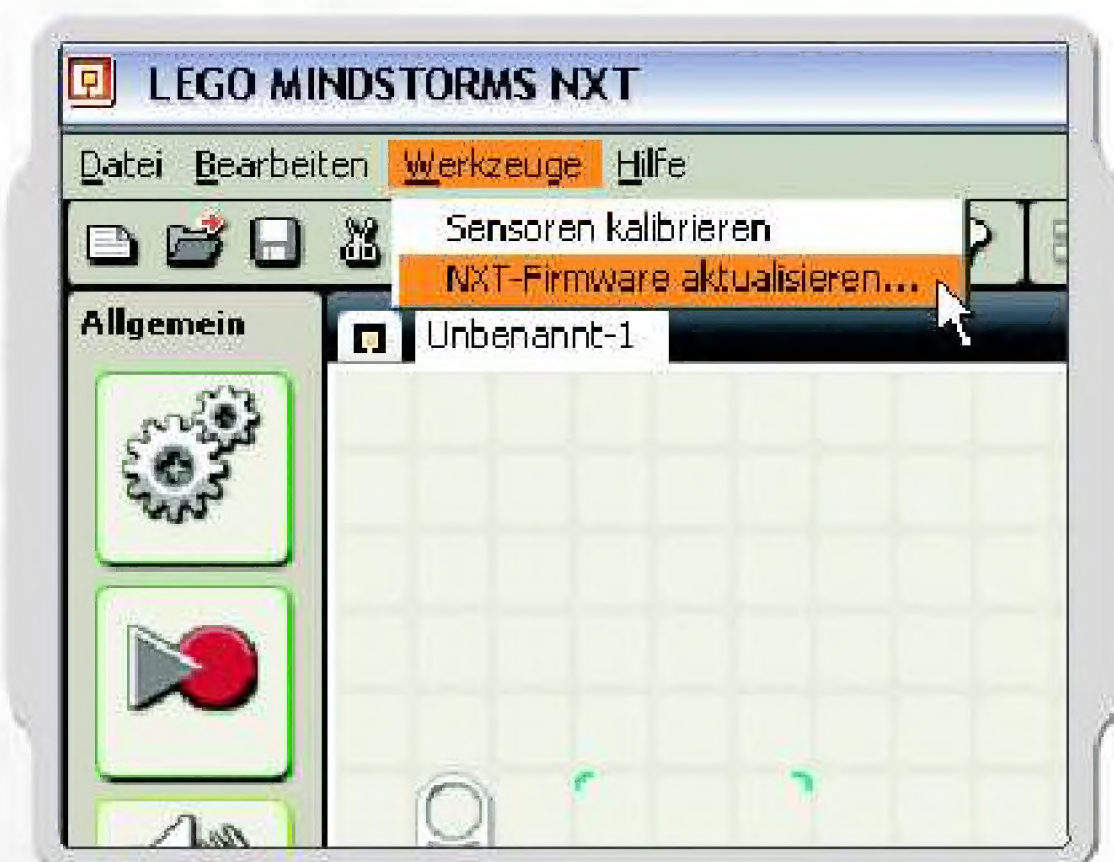 LEGO MINDSTORMS NXT
Datei Bearbeiten Werkzeuge Hilfe
Sensoren kalibrieren
NXT-Firmware aktualisieren...
Allgemein
Unbenannt-1